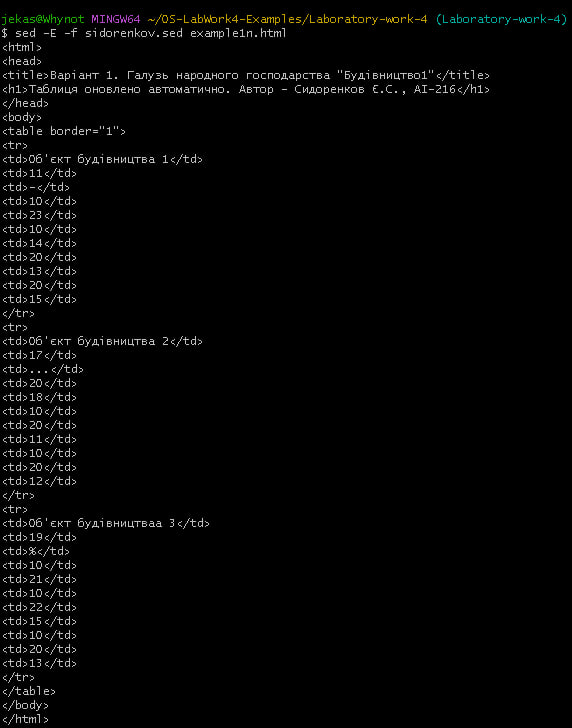 jekas@Whynot MINGW64 ~/OS-LabWork4-Examples/Laboratory-work-4 (Laboratory-work-4)
$ sed -E -f sidorenkov.sed example1n.html
<html>
<head>
<title>Варіант 1. Галузь народного господарства "Будівництво1"</title>
<h1>Таблиця оновлено автоматично. Автор - Сидоренков Є.С., АІ-216</h1>
</head>
<body>
<table border="1">
<tr>
<td>Об'єкт будівництва 1</td>
<td>11</td>
<td>-</td>
<td>10</td>
<td>23</td>
<td>10</td>
<td>14</td>
<td>20</td>
<td>13</td>
<td>20</td>
<td>15</td>
</tr>
<tr>
<td>Об'єкт будівництва 2</td>
<td>17</td>
<td>...</td>
<td>20</td>
<td>18</td>
<td>10</td>
<td>20</td>
<td>11</td>
<td>10</td>
<td>20</td>
<td>12</td>
</tr>
<tr>
<td>Об'єкт будівництваа 3</td>
<td>19</td>
<td>%</td>
<td>10</td>
<td>21</td>
<td>10</td>
<td>22</td>
<td>15</td>
<td>10</td>
<td>20</td>
<td>13</td>
</tr>
</table>
</body>
</html>